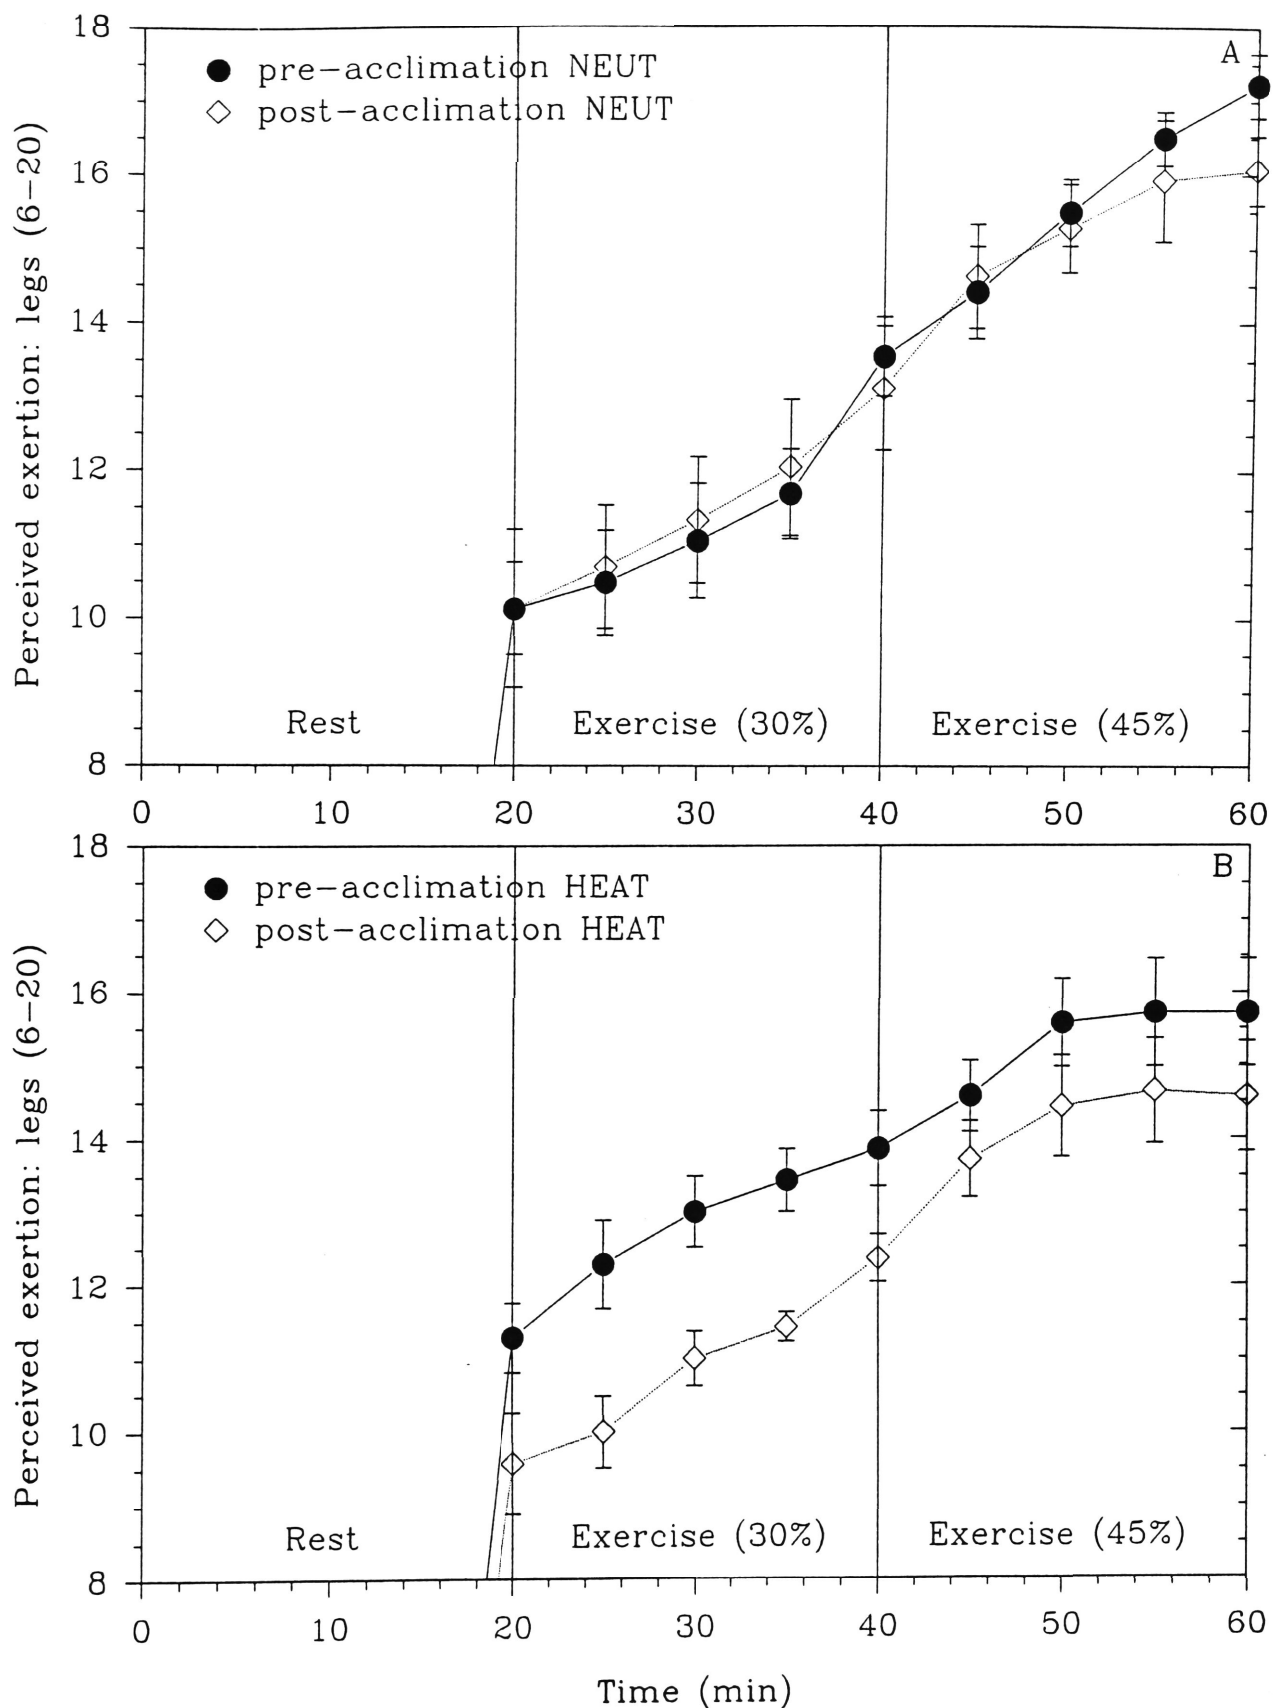 18
A
pre-acclimation NEUT
post-acclimation NEUT
16
14
12
10
8
Perceived exertion: legs (6-20)
Rest
Exercise (30%)
Exercise (45%)
0 10 20 30 40 50 60
18
B
pre-acclimation HEAT
post-acclimation HEAT
16
14
12
10
8
Perceived exertion: legs (6-20)
Rest
Exercise (30%)
Exercise (45%)
0 10 20 30 40 50 60
Time (min)